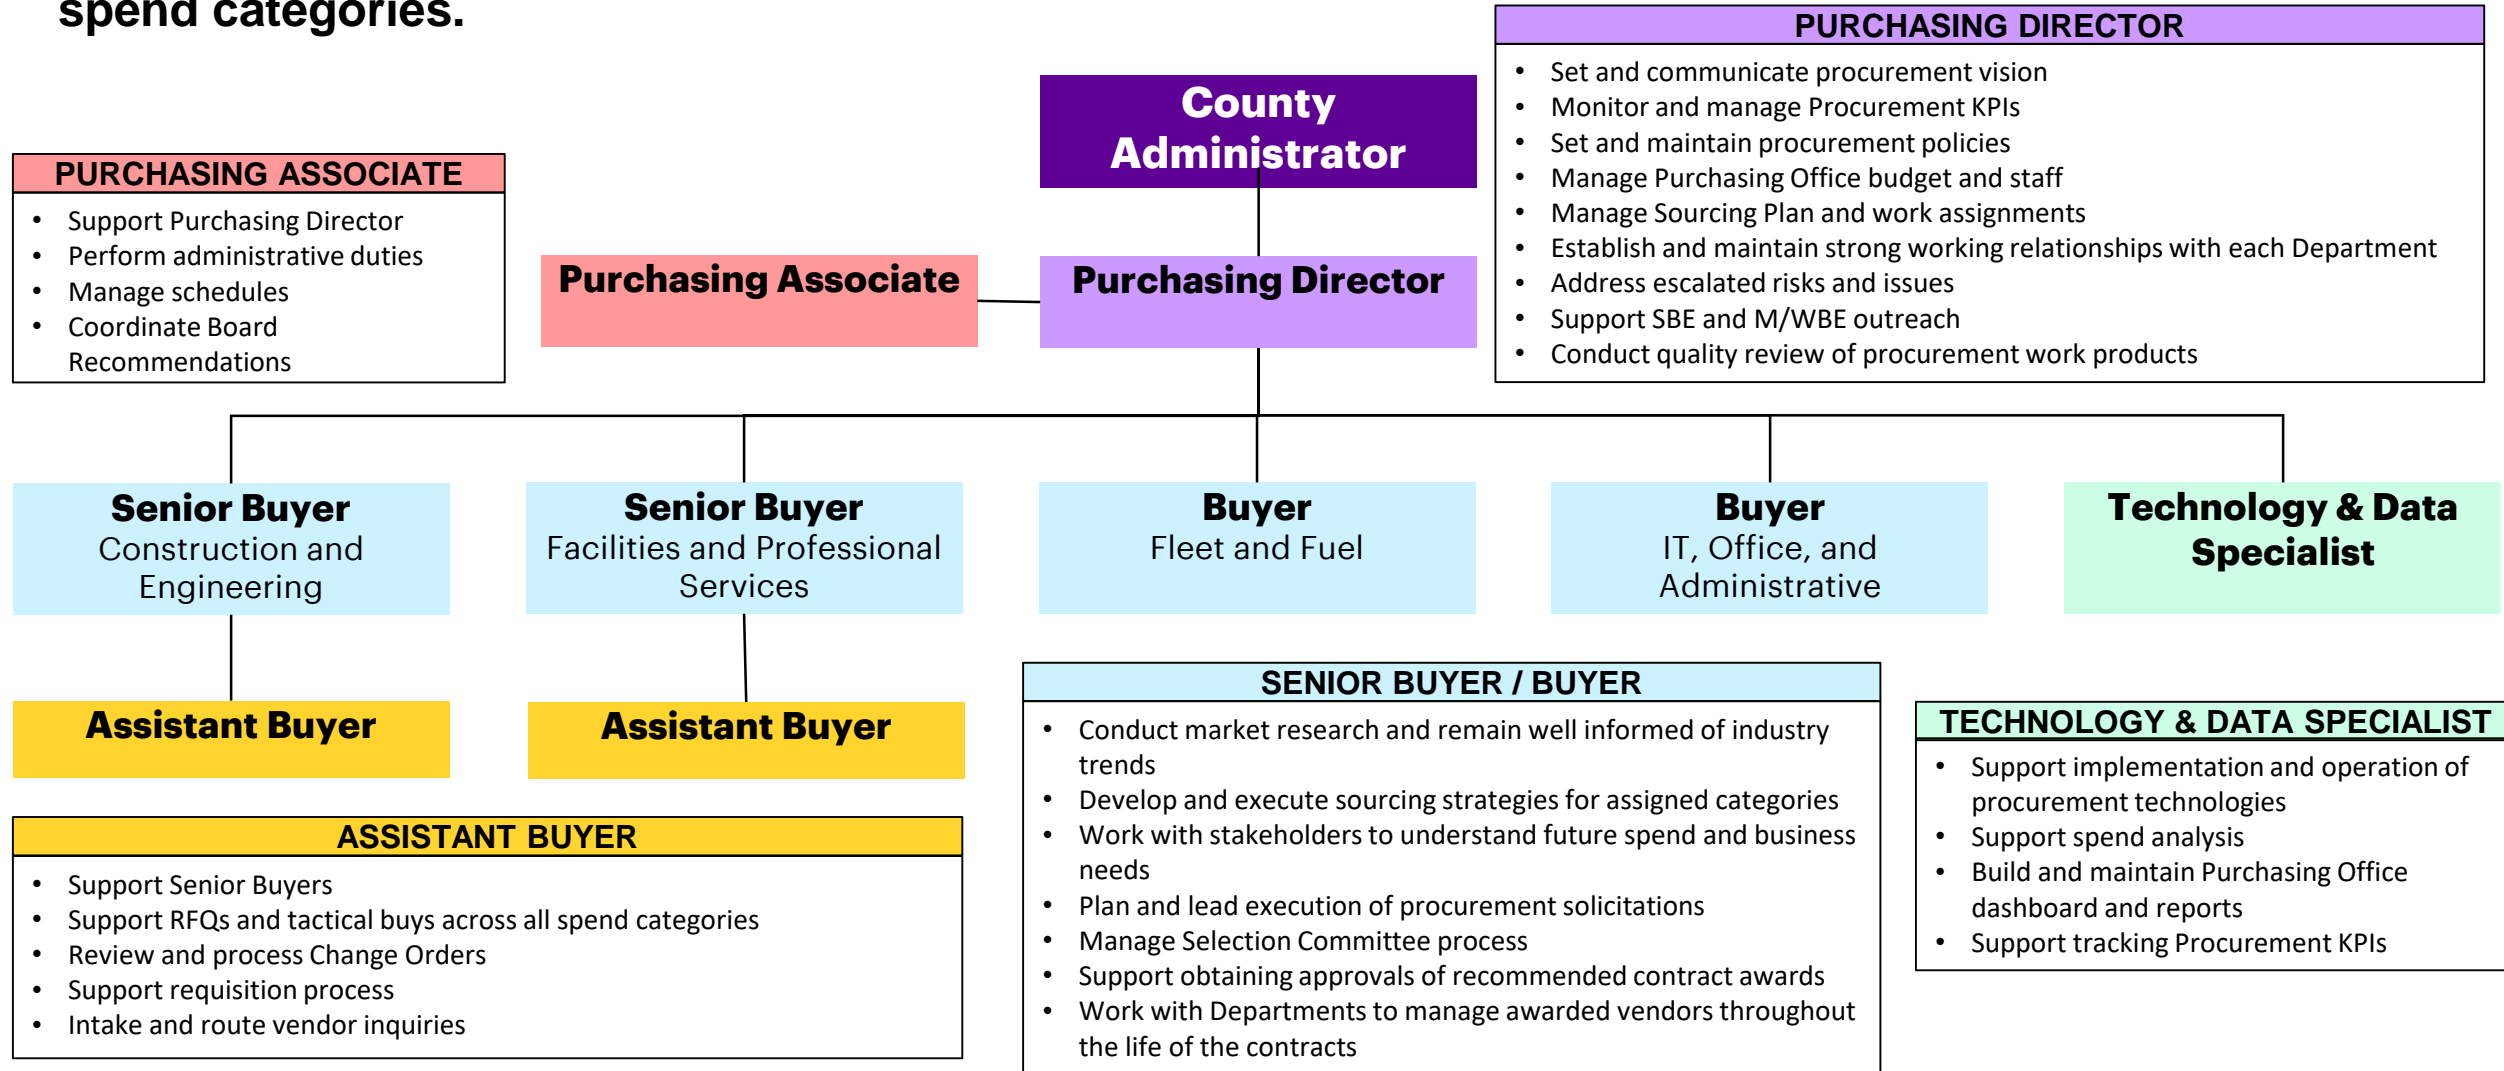 spend categories.
PURCHASING DIRECTOR
• Set and communicate procurement vision
• Monitor and manage Procurement KPIs
• Set and maintain procurement policies
• Manage Purchasing Office budget and staff
• Manage Sourcing Plan and work assignments
• Establish and maintain strong working relationships with each Department
• Address escalated risks and issues
• Support SBE and M/WBE outreach
• Conduct quality review of procurement work products
County
Administrator
PURCHASING ASSOCIATE
• Support Purchasing Director
• Perform administrative duties
• Manage schedules
• Coordinate Board
Recommendations
Purchasing Associate
Purchasing Director
Senior Buyer
Construction and
Engineering
Senior Buyer
Facilities and Professional
Services
Buyer
Fleet and Fuel
Buyer
IT, Office, and
Administrative
Technology & Data
Specialist
Assistant Buyer
Assistant Buyer
ASSISTANT BUYER
• Support Senior Buyers
• Support RFQs and tactical buys across all spend categories
• Review and process Change Orders
• Support requisition process
• Intake and route vendor inquiries
SENIOR BUYER / BUYER
• Conduct market research and remain well informed of industry
trends
• Develop and execute sourcing strategies for assigned categories
• Work with stakeholders to understand future spend and business
needs
• Plan and lead execution of procurement solicitations
• Manage Selection Committee process
• Support obtaining approvals of recommended contract awards
• Work with Departments to manage awarded vendors throughout
the life of the contracts
TECHNOLOGY & DATA SPECIALIST
• Support implementation and operation of
procurement technologies
• Support spend analysis
• Build and maintain Purchasing Office
dashboard and reports
• Support tracking Procurement KPIs